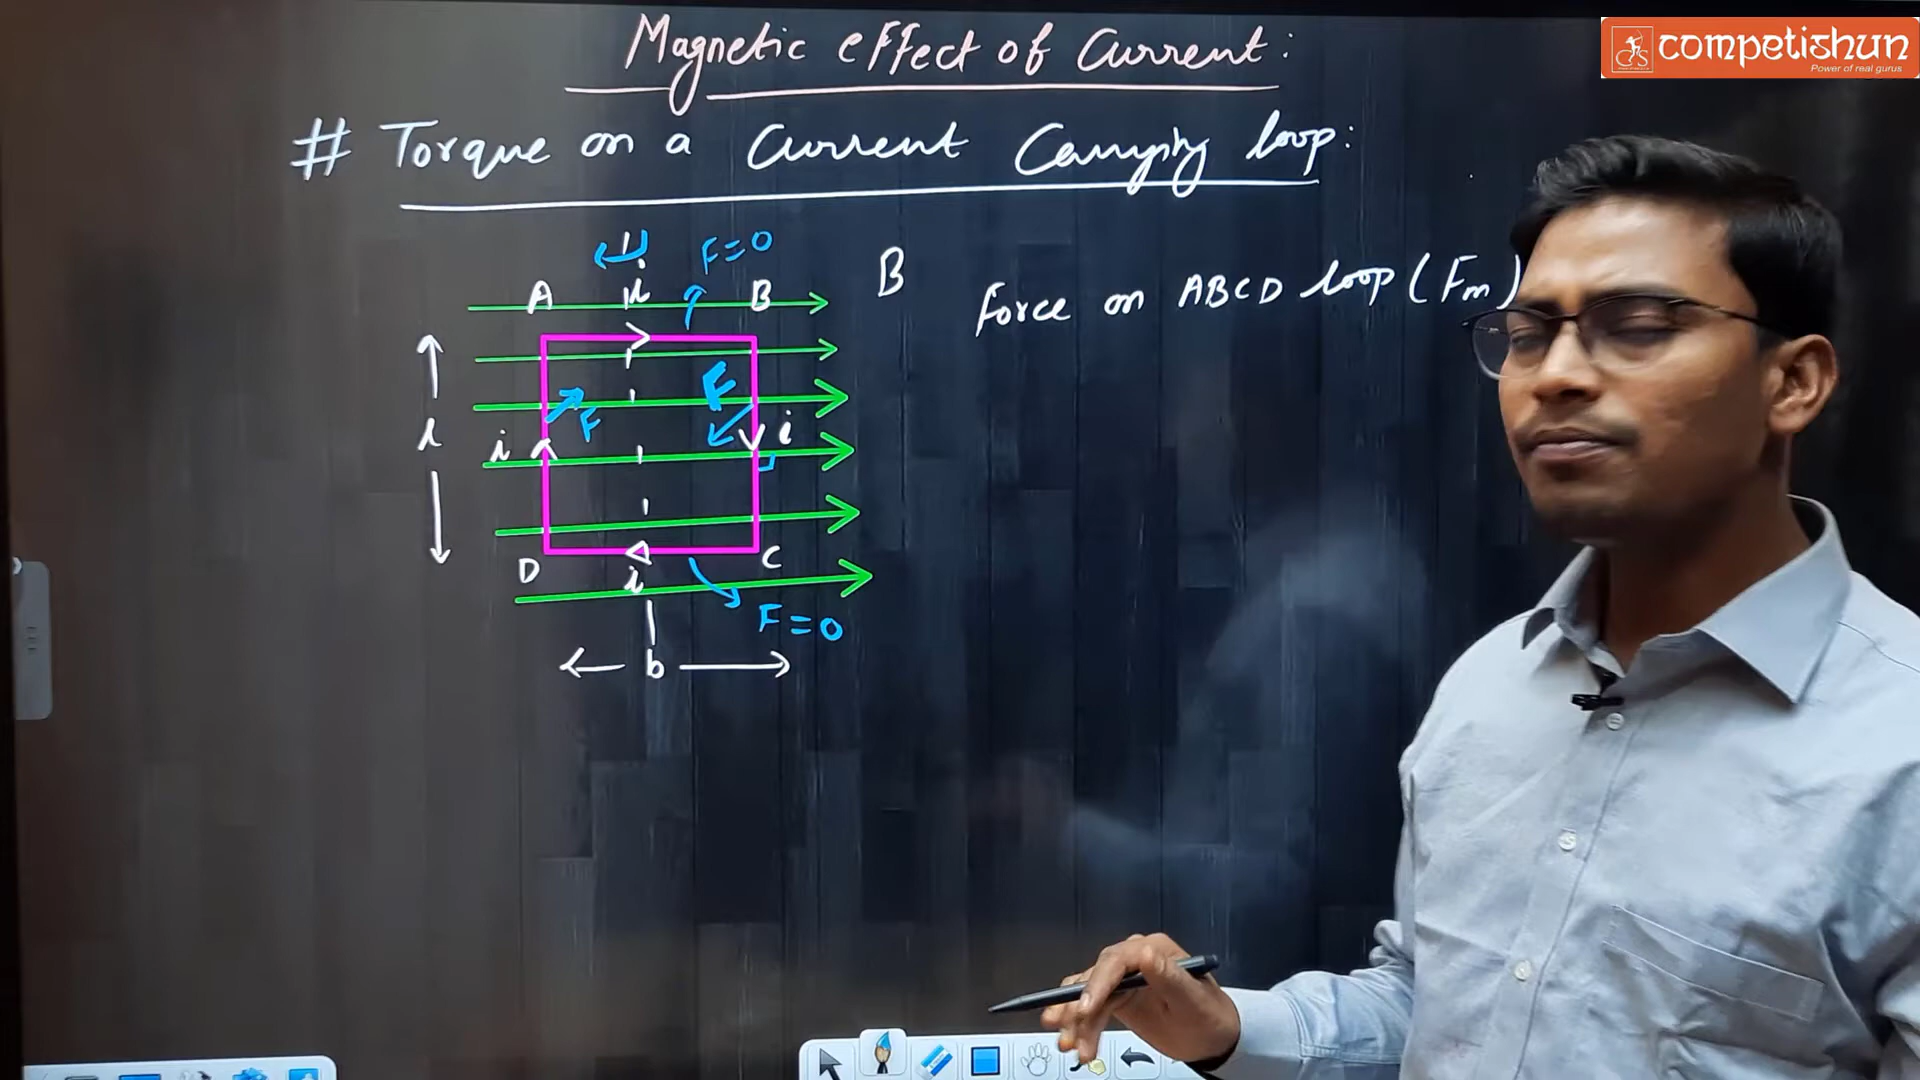 Magnetic effect of Current:
competishun
Power of real gurus
# Torque on a Current Carrying loop:
F=0
A i B
B
Force on ABCD loop (Fm)
F
F
l
i
i
D
i
C
F=0
b